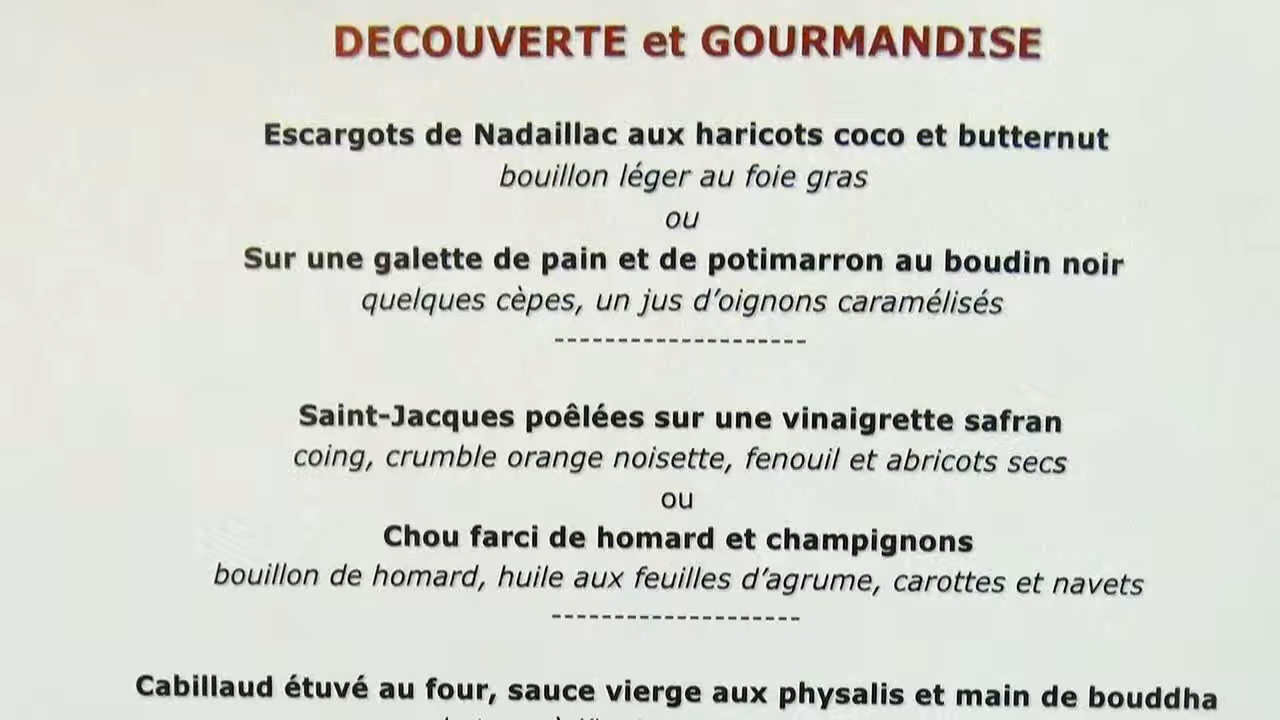 DECOUVERTE et GOURMANDISE
Escargots de Nadaillac aux haricots coco et butternut
bouillon léger au foie gras
ou
Sur une galette de pain et de potimarron au boudin noir
quelques cèpes, un jus d'oignons caramélisés
--------------------
Saint-Jacques poêlées sur une vinaigrette safran
coing, crumble orange noisette, fenouil et abricots secs
ou
Chou farci de homard et champignons
bouillon de homard, huile aux feuilles d'agrume, carottes et navets
--------------------
Cabillaud étuvé au four, sauce vierge aux physalis et main de bouddha